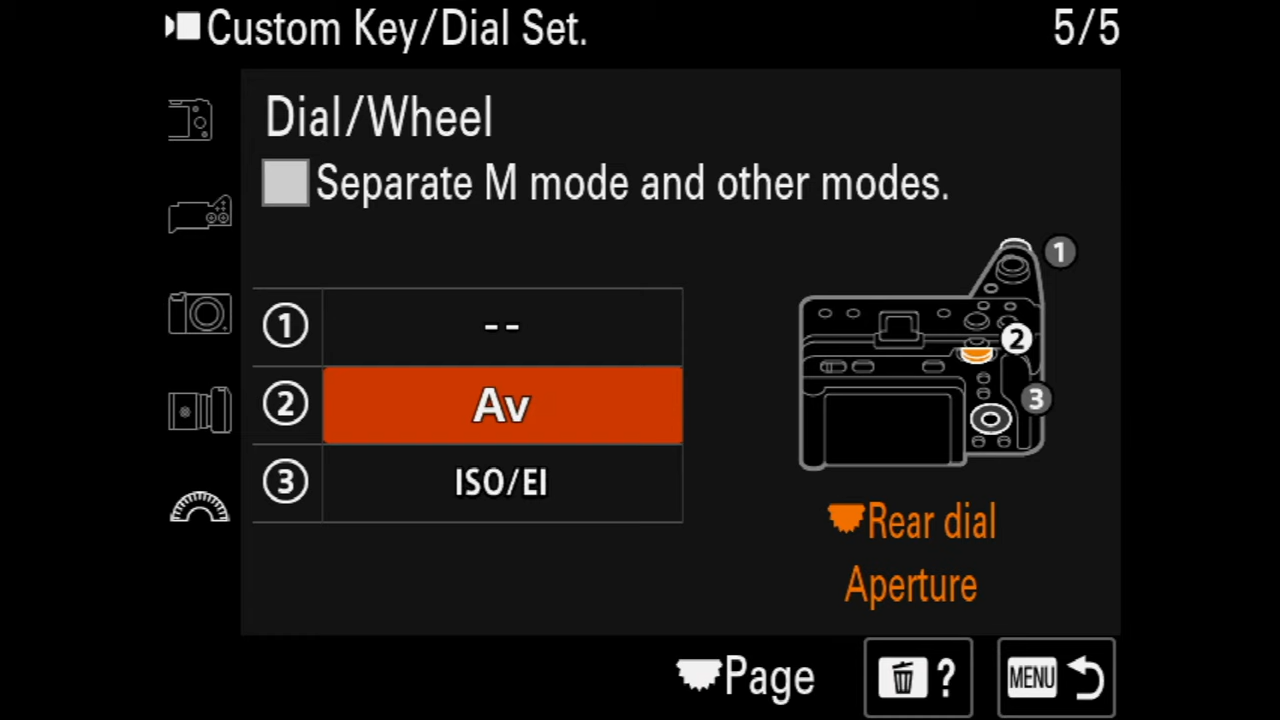 Custom Key/Dial Set. 5/5
Dial/Wheel
Separate M mode and other modes.
① --
② Av
③ ISO/EI
1
2
3
Rear dial
Aperture
Page ? MENU